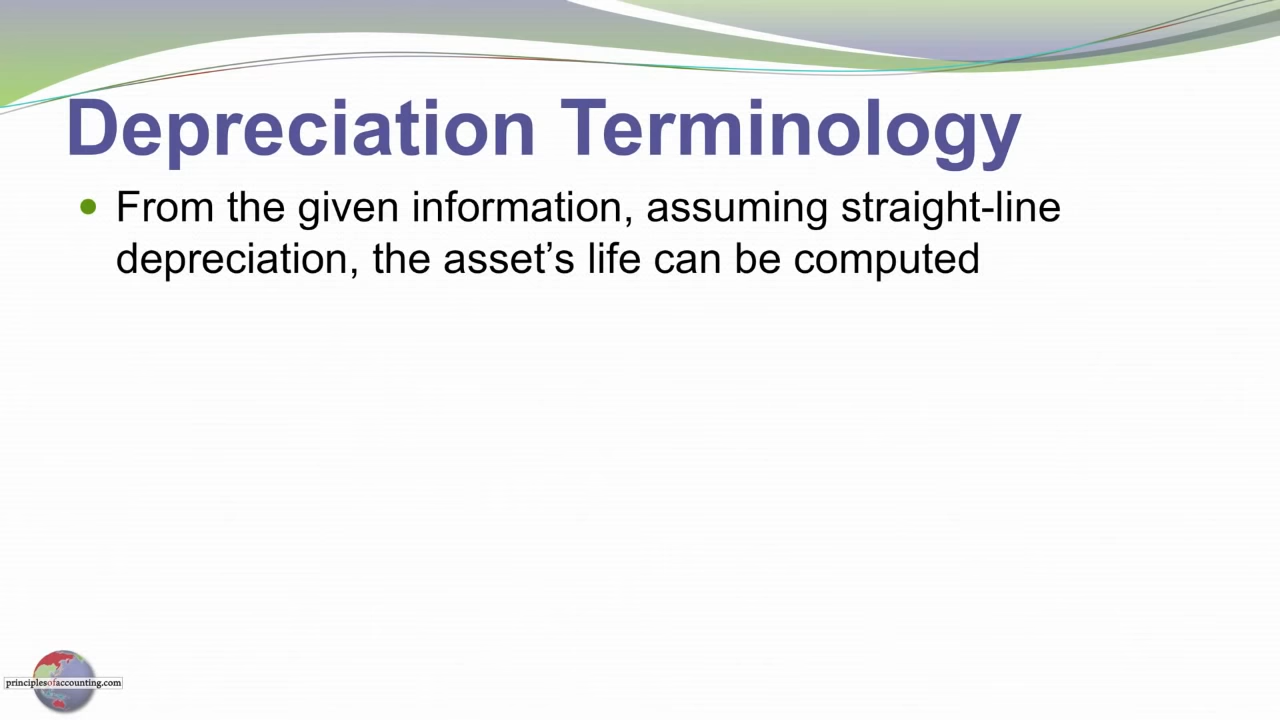 Depreciation Terminology
• From the given information, assuming straight-line
depreciation, the asset’s life can be computed
principlesofaccounting.com